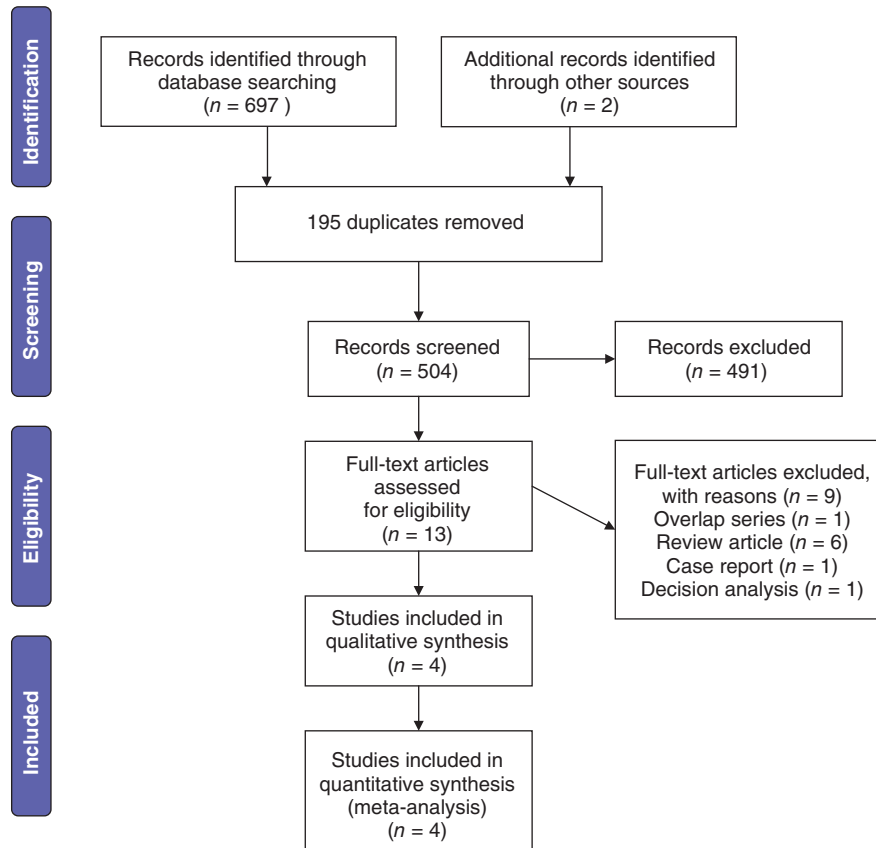 Identification
Records identified through
database searching
(n = 697 )
Additional records identified
through other sources
(n = 2)
195 duplicates removed
Screening
Records screened
(n = 504)
Records excluded
(n = 491)
Eligibility
Full-text articles
assessed
for eligibility
(n = 13)
Full-text articles excluded,
with reasons (n = 9)
Overlap series (n = 1)
Review article (n = 6)
Case report (n = 1)
Decision analysis (n = 1)
Studies included in
qualitative synthesis
(n = 4)
Included
Studies included in
quantitative synthesis
(meta-analysis)
(n = 4)